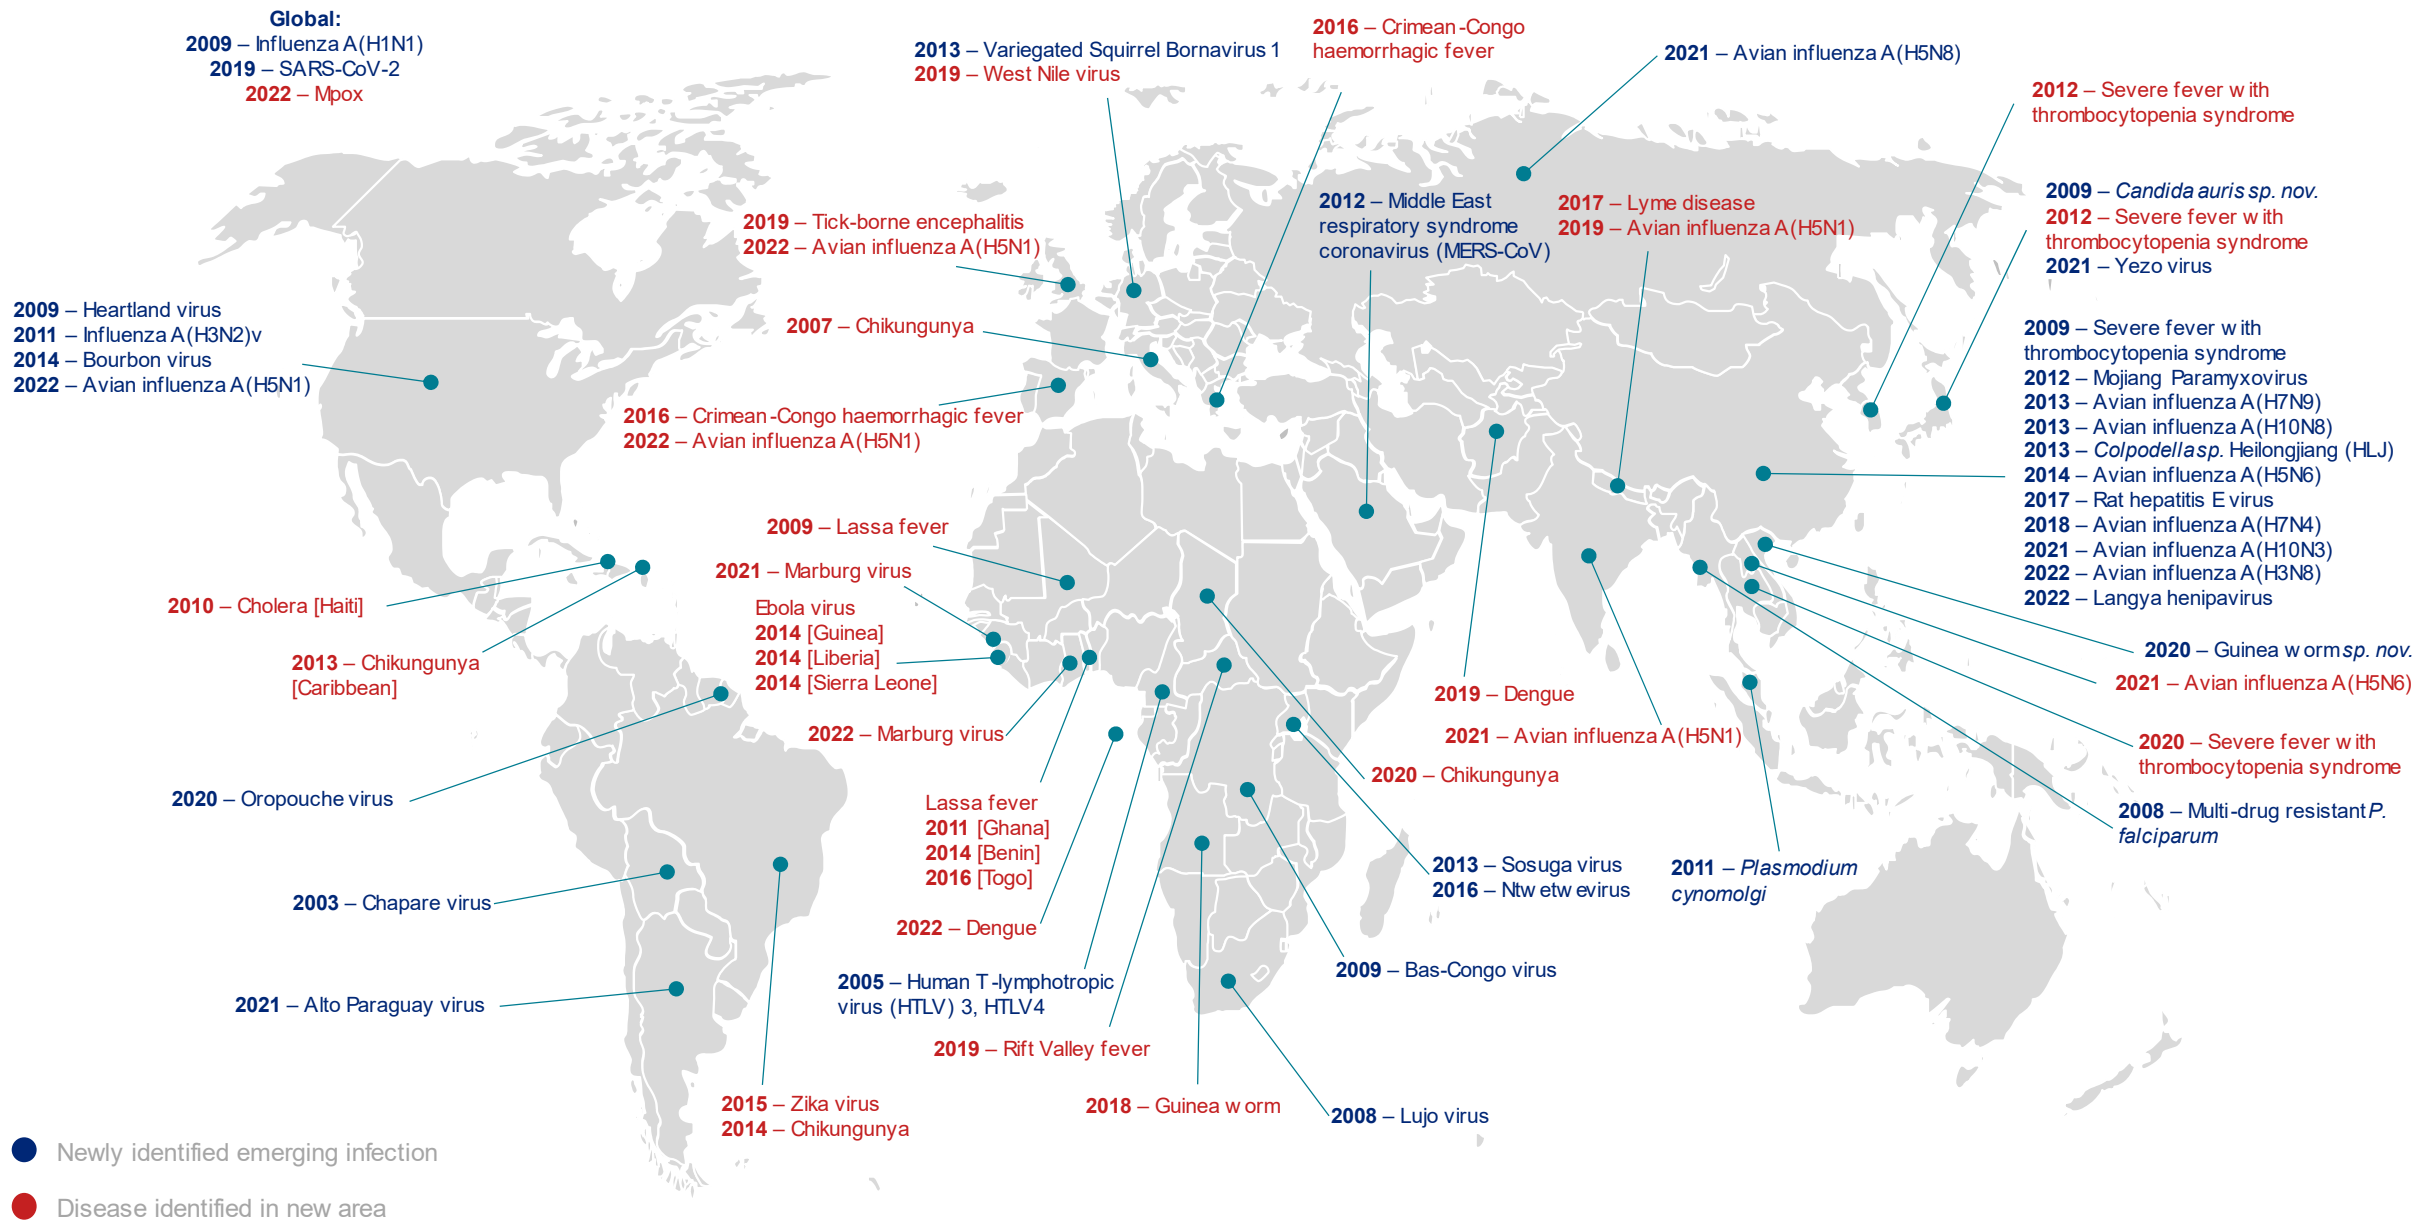 Global:
2009 – Influenza A(H1N1)
2019 – SARS-CoV-2
2022 – Mpox
2013 – Variegated Squirrel Bornavirus 1
2019 – West Nile virus
2016 – Crimean-Congo
haemorrhagic fever
2021 – Avian influenza A(H5N8)
2012 – Severe fever with
thrombocytopenia syndrome
2009 – Candida auris sp. nov.
2012 – Severe fever with
thrombocytopenia syndrome
2021 – Yezo virus
2019 – Tick-borne encephalitis
2022 – Avian influenza A(H5N1)
2012 – Middle East
respiratory syndrome
coronavirus (MERS-CoV)
2017 – Lyme disease
2019 – Avian influenza A(H5N1)
2009 – Heartland virus
2011 – Influenza A(H3N2)v
2014 – Bourbon virus
2022 – Avian influenza A(H5N1)
2007 – Chikungunya
2016 – Crimean-Congo haemorrhagic fever
2022 – Avian influenza A(H5N1)
2009 – Severe fever with
thrombocytopenia syndrome
2012 – Mojiang Paramyxovirus
2013 – Avian influenza A(H7N9)
2013 – Avian influenza A(H10N8)
2013 – Colpodella sp. Heilongjiang (HLJ)
2014 – Avian influenza A(H5N6)
2017 – Rat hepatitis E virus
2018 – Avian influenza A(H7N4)
2021 – Avian influenza A(H10N3)
2022 – Avian influenza A(H3N8)
2022 – Langya henipavirus
2009 – Lassa fever
2021 – Marburg virus
Ebola virus
2014 [Guinea]
2014 [Liberia]
2014 [Sierra Leone]
2022 – Marburg virus
2010 – Cholera [Haiti]
2013 – Chikungunya
[Caribbean]
2020 – Guinea worm sp. nov.
2021 – Avian influenza A(H5N6)
2020 – Severe fever with
thrombocytopenia syndrome
2008 – Multi-drug resistant P.
falciparum
2019 – Dengue
2021 – Avian influenza A(H5N1)
2020 – Chikungunya
2020 – Oropouche virus
Lassa fever
2011 [Ghana]
2014 [Benin]
2016 [Togo]
2013 – Sosuga virus
2016 – Ntwetwevirus
2011 – Plasmodium
cynomolgi
2003 – Chapare virus
2022 – Dengue
2009 – Bas-Congo virus
2005 – Human T-lymphotropic
virus (HTLV) 3, HTLV4
2021 – Alto Paraguay virus
2019 – Rift Valley fever
2015 – Zika virus
2014 – Chikungunya
2018 – Guinea worm
2008 – Lujo virus
Newly identified emerging infection
Disease identified in new area